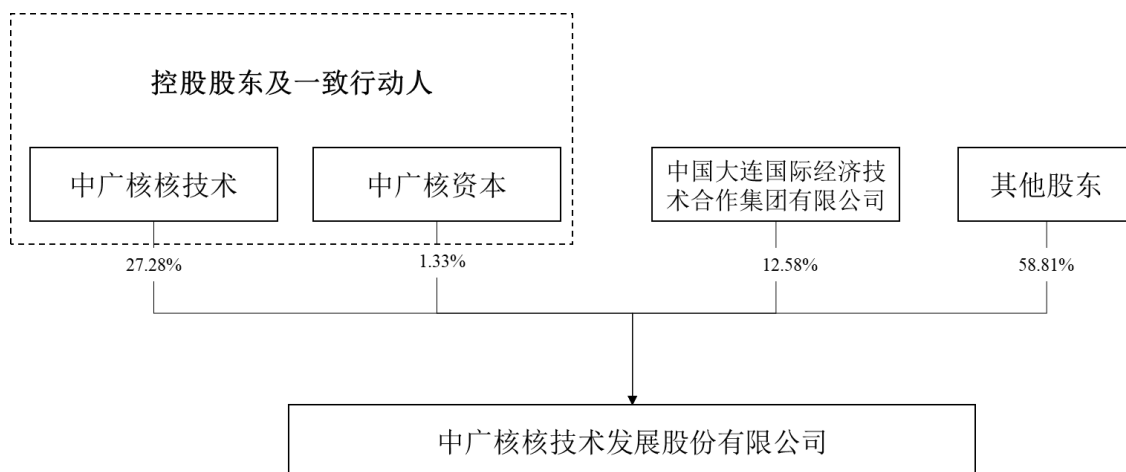 控股股东及一致行动人
中广核核技术
中广核资本
中国大连国际经济技
术合作集团有限公司
其他股东
27.28%
1.33%
12.58%
58.81%
中广核核技术发展股份有限公司